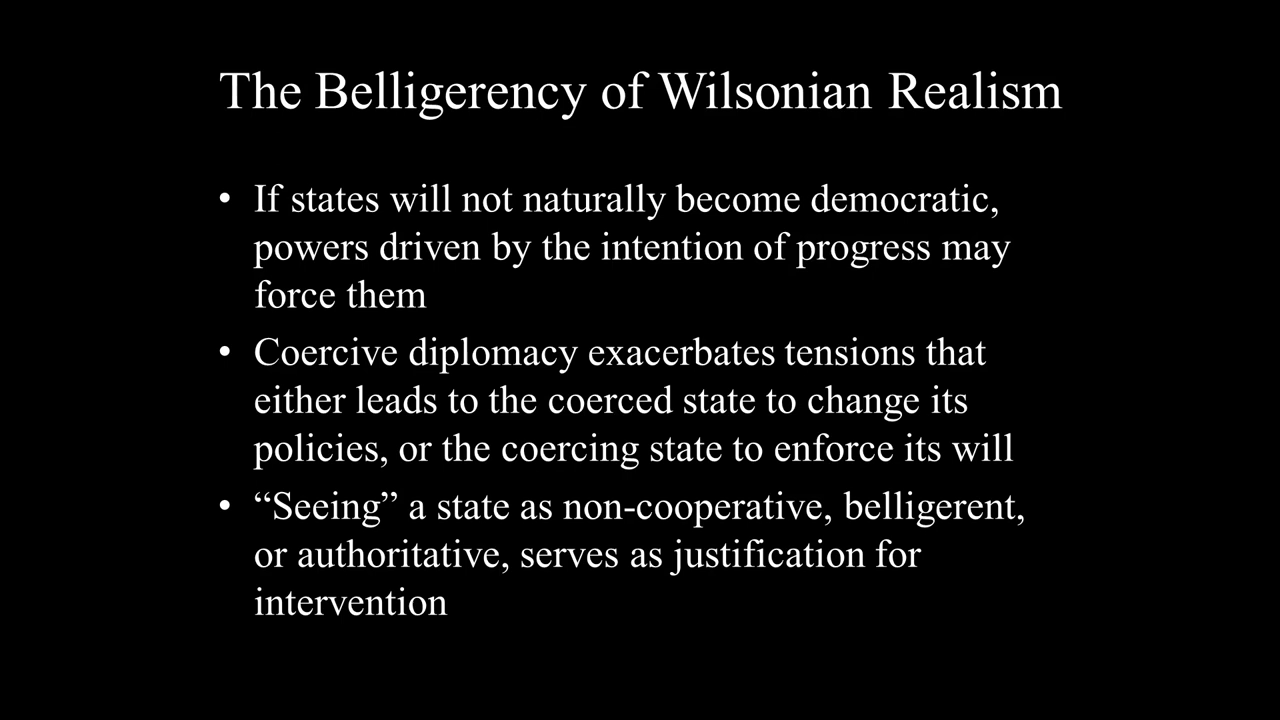 The Belligerency of Wilsonian Realism
• If states will not naturally become democratic,
powers driven by the intention of progress may
force them
• Coercive diplomacy exacerbates tensions that
either leads to the coerced state to change its
policies, or the coercing state to enforce its will
• “Seeing” a state as non-cooperative, belligerent,
or authoritative, serves as justification for
intervention